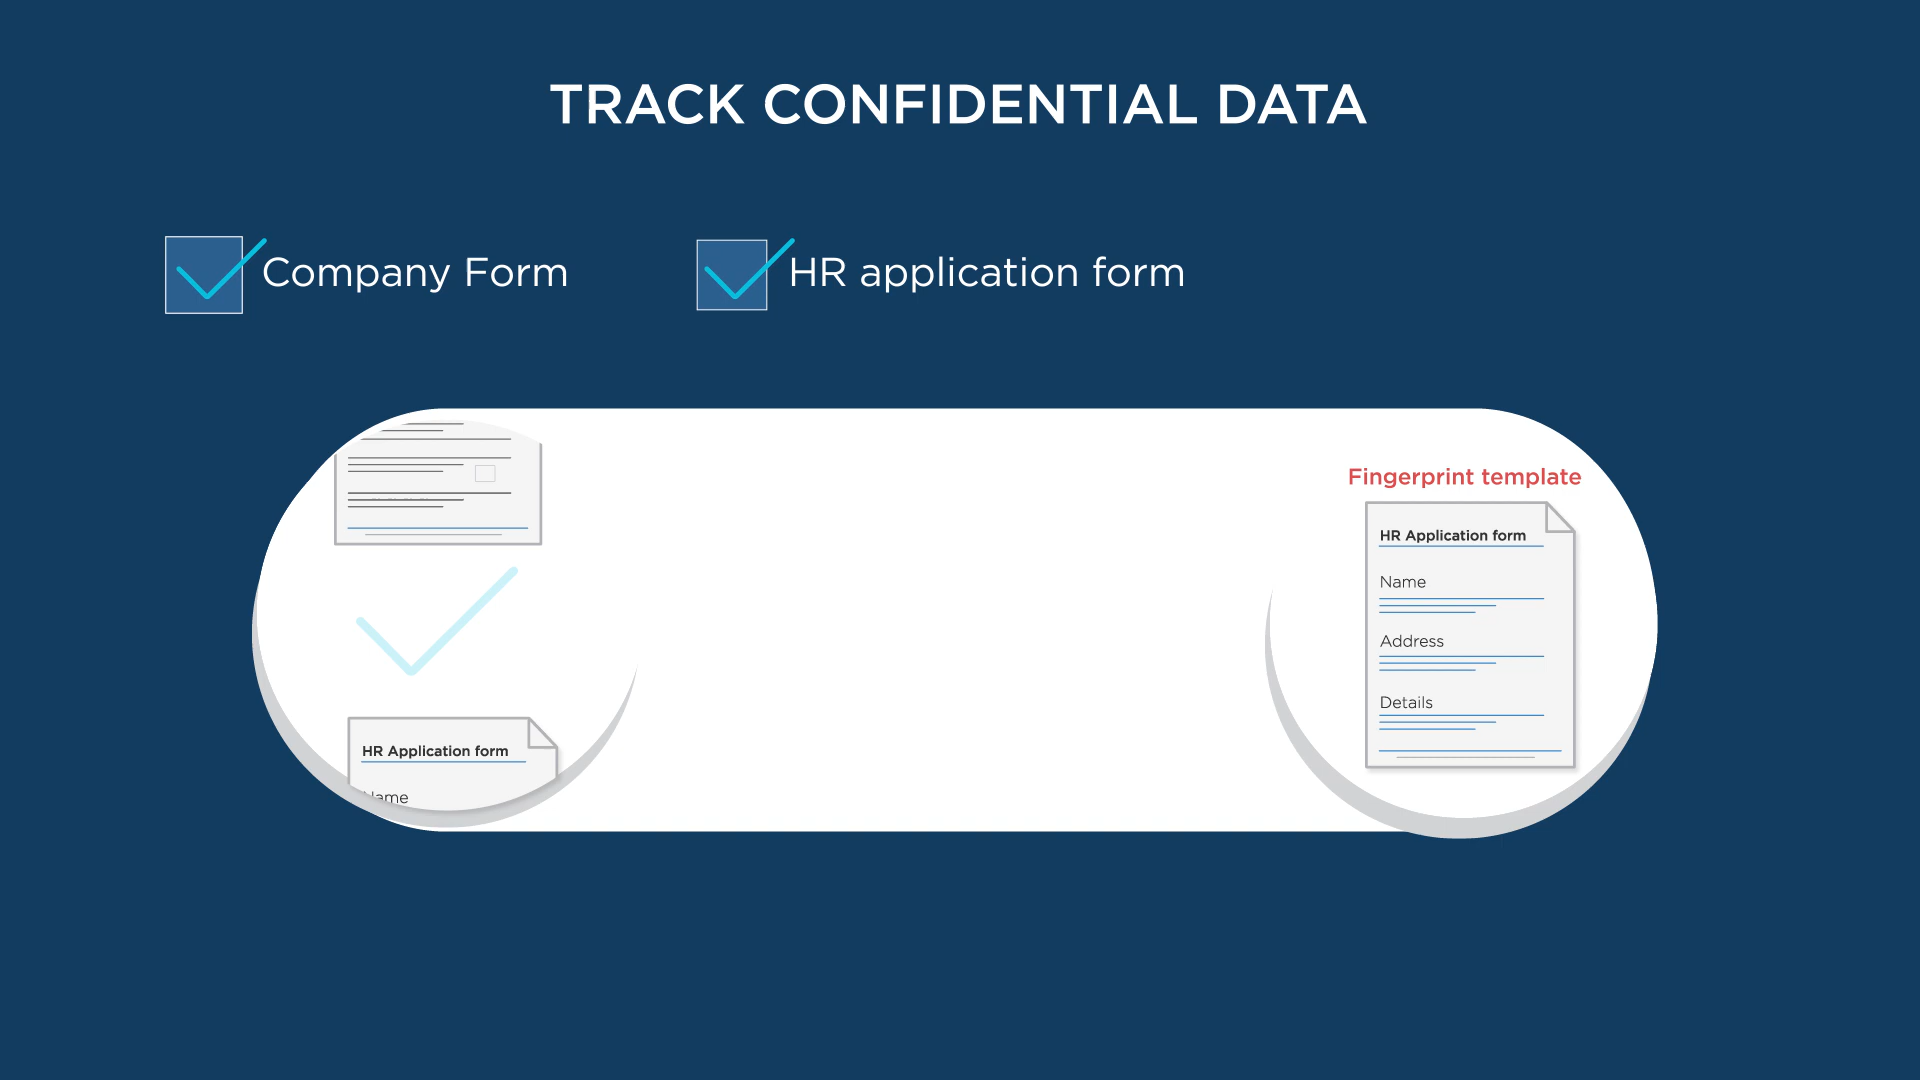 TRACK CONFIDENTIAL DATA
Company Form
HR application form
HR Application form
Name
Fingerprint template
HR Application form
Name
Address
Details